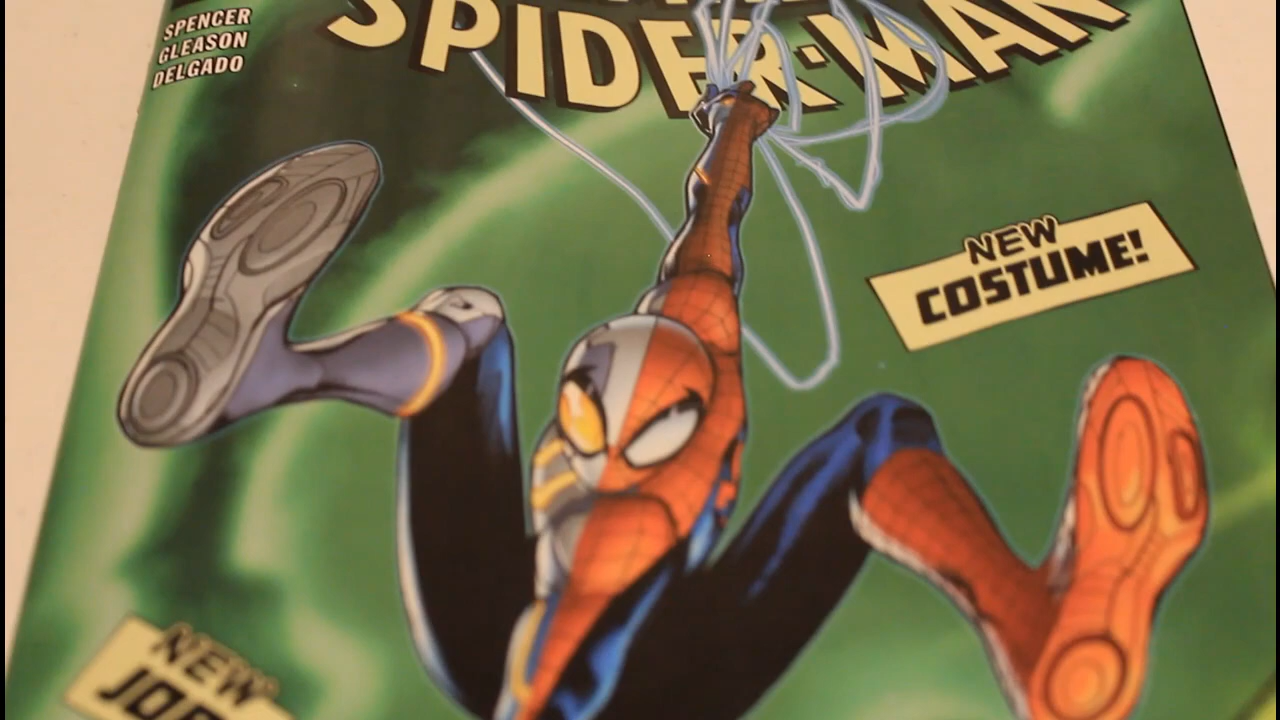 SPENCER
GLEASON
DELGADO
SPIDER-MAN
NEW
COSTUME!
NEW